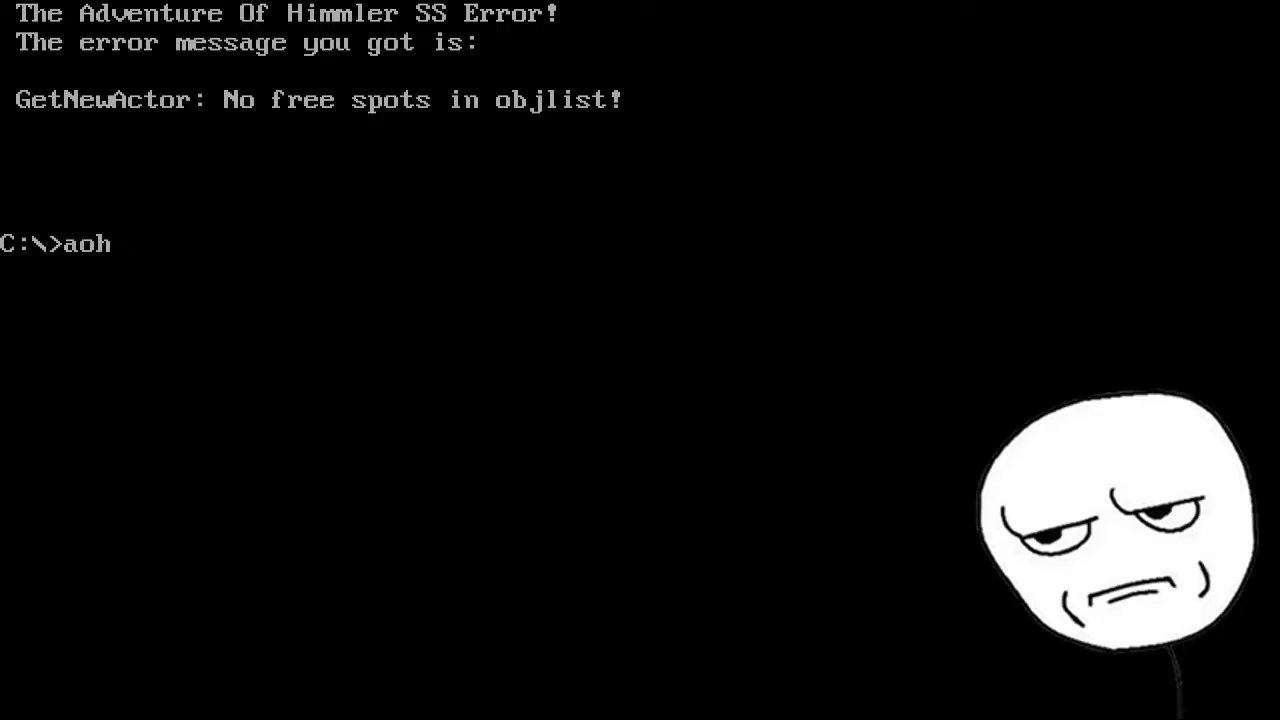 The Adventure Of Himmler SS Error!
The error message you got is:
GetNewActor: No free spots in objlist!
C:\>aoh